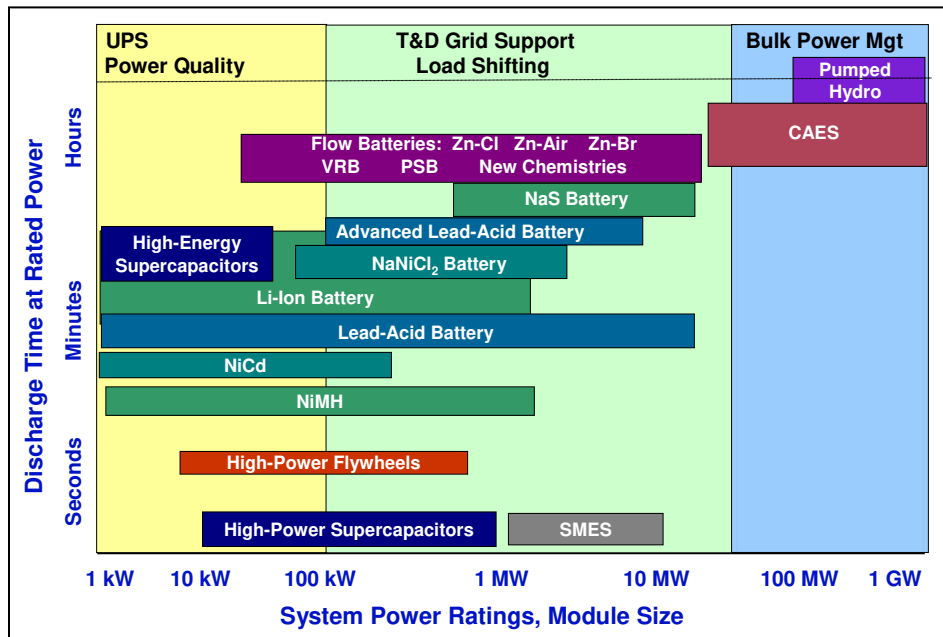 UPS
Power Quality
T&D Grid Support
Load Shifting
Bulk Power Mgt
Pumped
Hydro
CAES
Flow Batteries: Zn-Cl Zn-Air Zn-Br
VRB PSB New Chemistries
NaS Battery
Advanced Lead-Acid Battery
High-Energy
Supercapacitors
NaNiCl₂ Battery
Li-Ion Battery
Lead-Acid Battery
NiCd
NiMH
High-Power Flywheels
High-Power Supercapacitors
SMES
Discharge Time at Rated Power
Hours
Minutes
Seconds
1 kW 10 kW 100 kW 1 MW 10 MW 100 MW 1 GW
System Power Ratings, Module Size